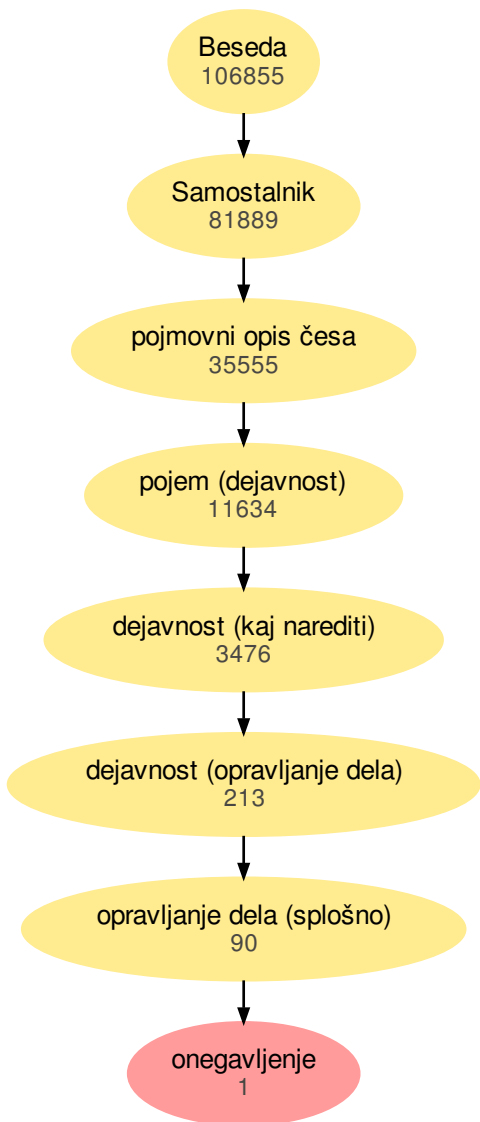 Beseda
106855
Samostalnik
81889
pojmovni opis česa
35555
pojem (dejavnost)
11634
dejavnost (kaj narediti)
3476
dejavnost (opravljanje dela)
213
opravljanje dela (splošno)
90
onegavljenje
1